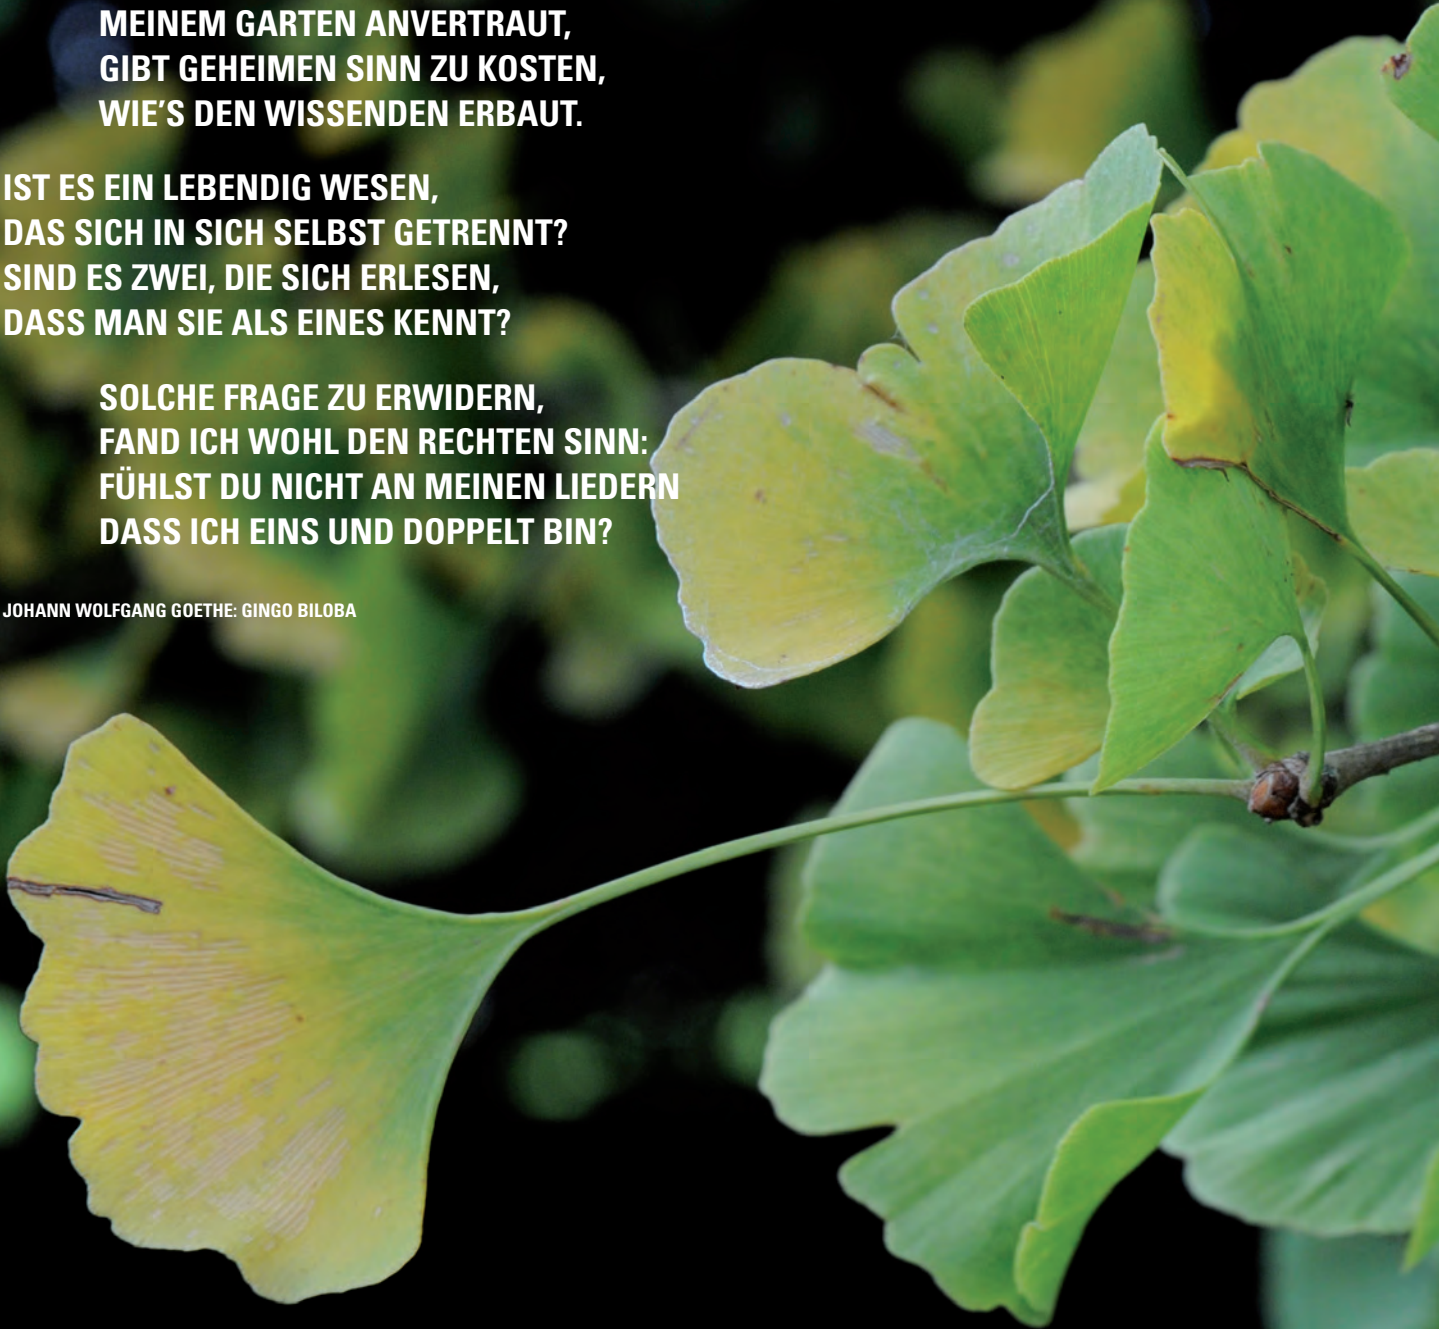 MEINEM GARTEN ANVERTRAUT,
GIBT GEHEIMEN SINN ZU KOSTEN,
WIE'S DEN WISSENDEN ERBAUT.
IST ES EIN LEBENDIG WESEN,
DAS SICH IN SICH SELBST GETRENNT?
SIND ES ZWEI, DIE SICH ERLESEN,
DASS MAN SIE ALS EINES KENNT?
SOLCHE FRAGE ZU ERWIDERN,
FAND ICH WOHL DEN RECHTEN SINN:
FÜHLST DU NICHT AN MEINEN LIEDERN
DASS ICH EINS UND DOPPELT BIN?
JOHANN WOLFGANG GOETHE: GINGO BILOBA